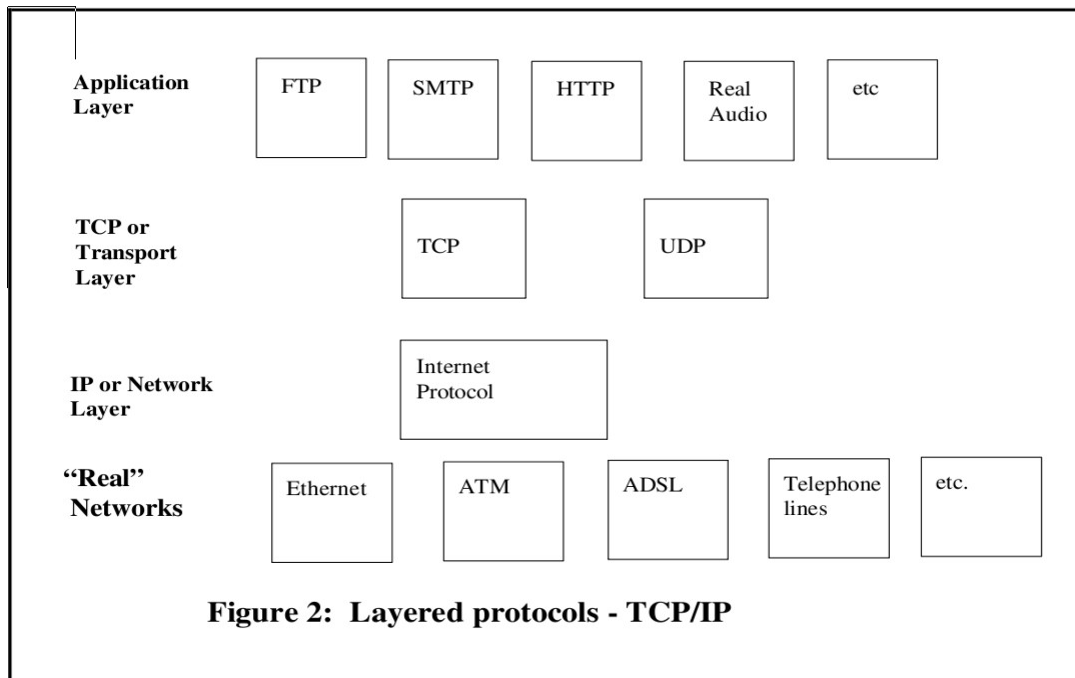 Application
Layer
FTP
SMTP
HTTP
Real
Audio
etc
TCP or
Transport
Layer
TCP
UDP
IP or Network
Layer
Internet
Protocol
“Real”
Networks
Ethernet
ATM
ADSL
Telephone
lines
etc.
Figure 2: Layered protocols - TCP/IP